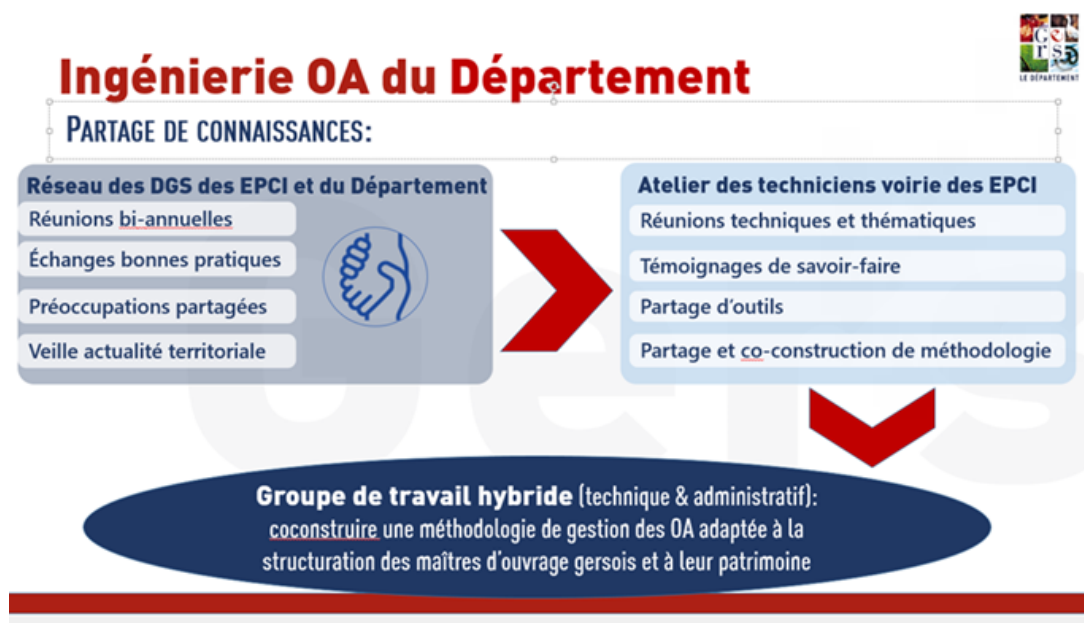 Gers
LE DÉPARTEMENT
Ingénierie OA du Département
PARTAGE DE CONNAISSANCES:
Réseau des DGS des EPCI et du Département
Réunions bi-annuelles
Échanges bonnes pratiques
Préoccupations partagées
Veille actualité territoriale
Atelier des techniciens voirie des EPCI
Réunions techniques et thématiques
Témoignages de savoir-faire
Partage d'outils
Partage et co-construction de méthodologie
Groupe de travail hybride (technique & administratif):
coconstruire une méthodologie de gestion des OA adaptée à la
structuration des maîtres d'ouvrage gersois et à leur patrimoine